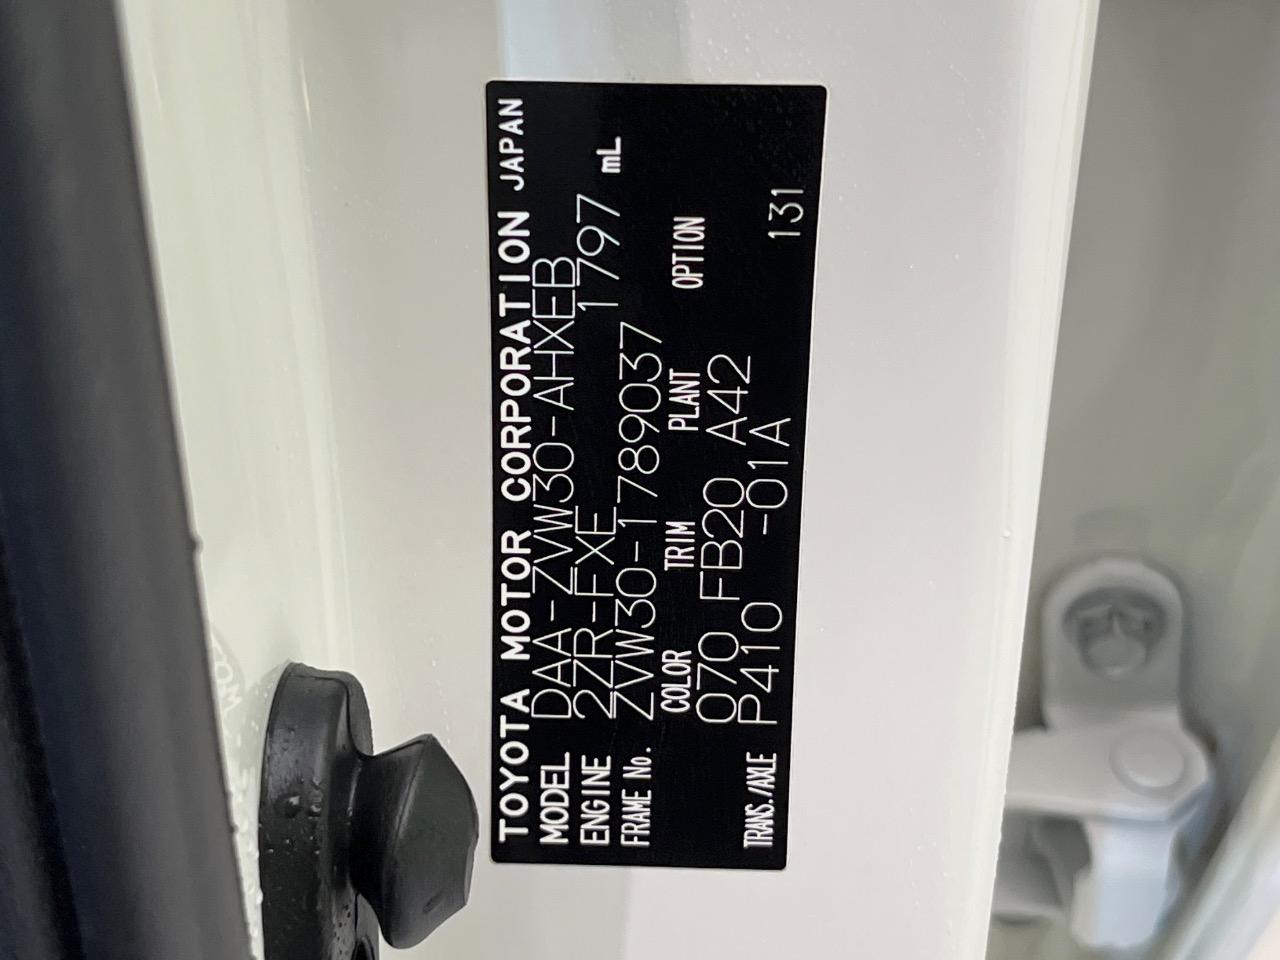 TOYOTA MOTOR CORPORATION JAPAN
MODEL DAA-ZVW30-AHXEB
ENGINE 2ZR-FXE 1797 mL
FRAME No. ZVW30-1789037
COLOR TRIM PLANT OPTION
070 FB20 A42
TRANS./AXLE P410 -01A 131